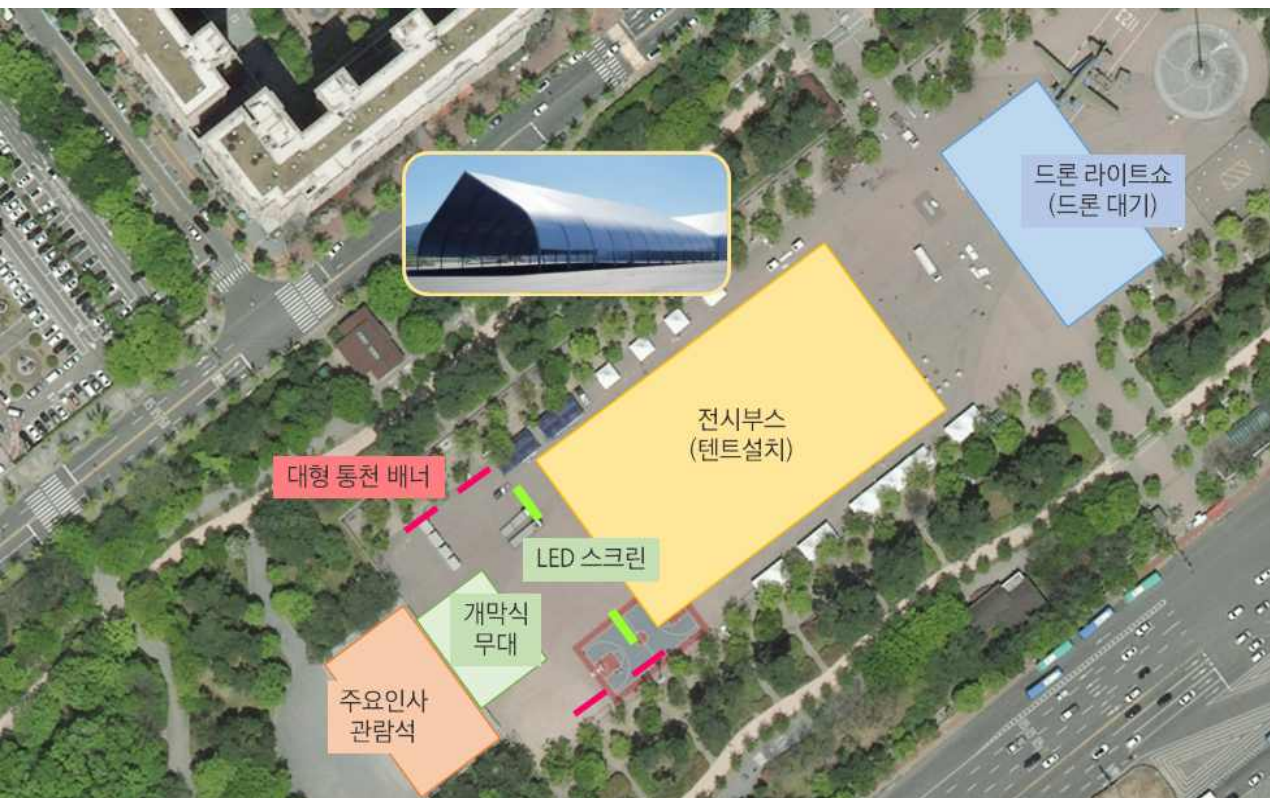 드론 라이트쇼
(드론 대기)
전시부스
(텐트설치)
대형 통천 배너
LED 스크린
개막식
무대
주요인사
관람석